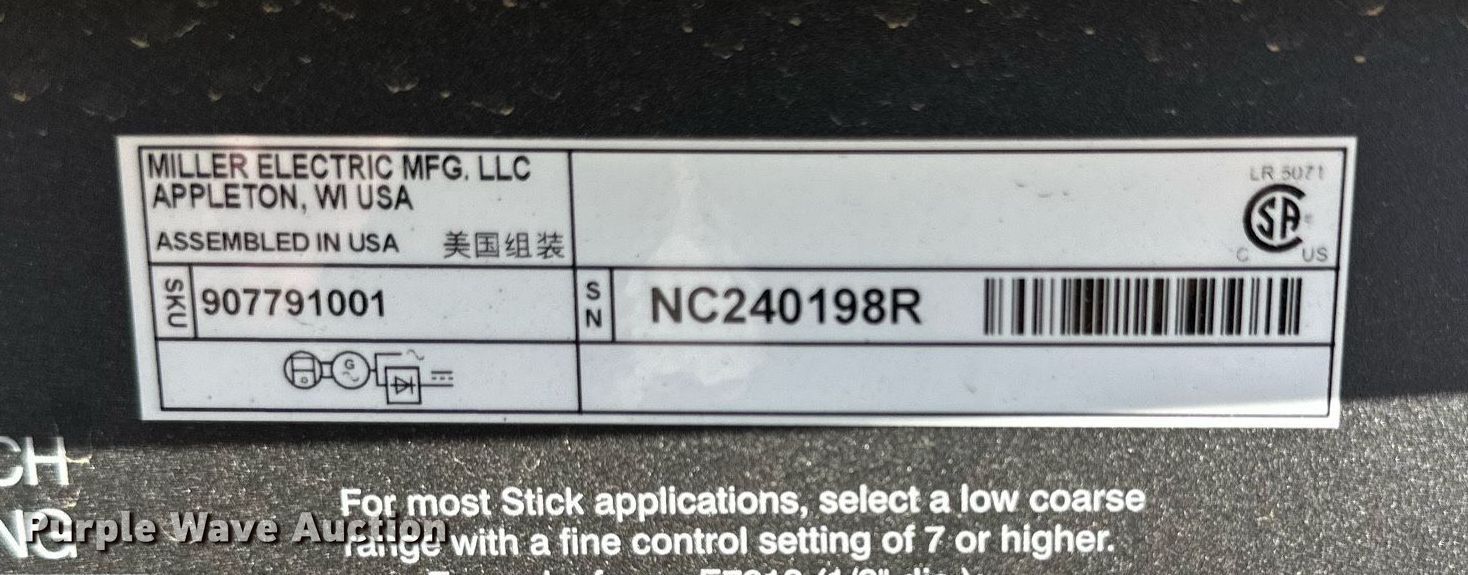 MILLER ELECTRIC MFG. LLC
APPLETON, WI USA
ASSEMBLED IN USA 美国组装
LR 5071
SA
C US
SKU 907791001
SN NC240198R
G
CH
NG
For most Stick applications, select a low coarse
range with a fine control setting of 7 or higher.
Purple Wave Auction